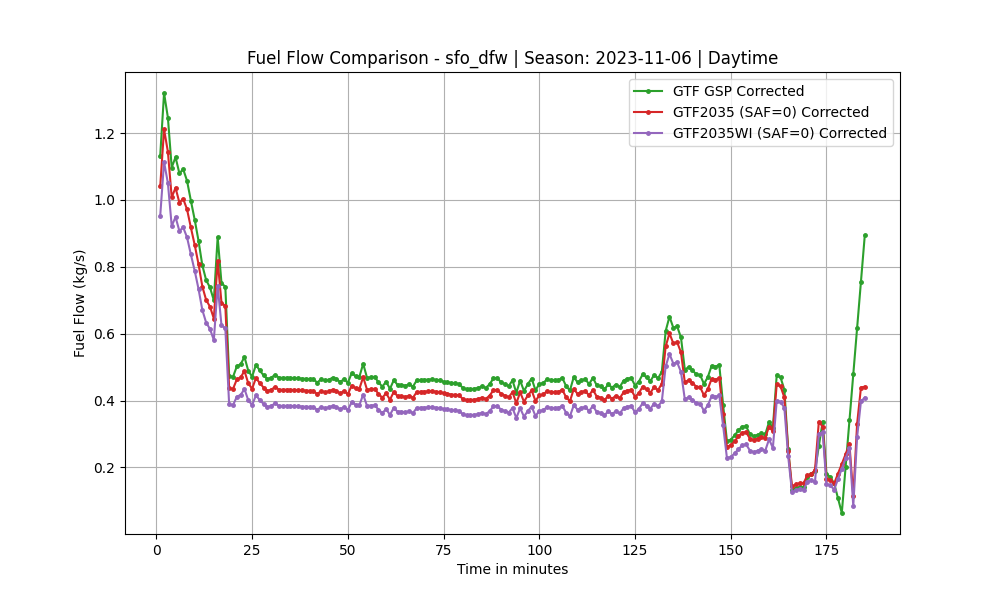 Fuel Flow Comparison - sfo_dfw | Season: 2023-11-06 | Daytime
GTF GSP Corrected
GTF2035 (SAF=0) Corrected
GTF2035WI (SAF=0) Corrected
Fuel Flow (kg/s)
1.2
1.0
0.8
0.6
0.4
0.2
0 25 50 75 100 125 150 175
Time in minutes